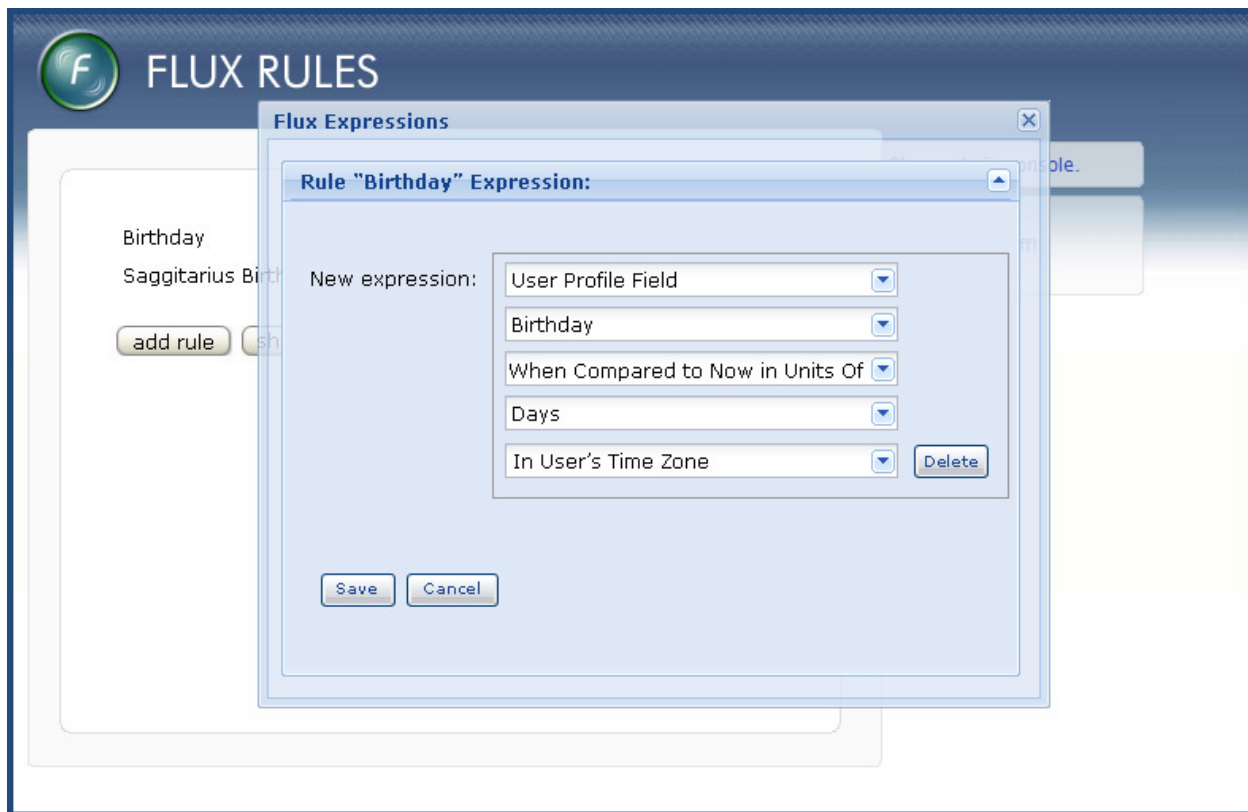 F FLUX RULES
Flux Expressions
Rule "Birthday" Expression:
Birthday
Saggitarius
New expression:
User Profile Field
Birthday
When Compared to Now in Units Of
Days
In User's Time Zone
Delete
add rule
Save
Cancel